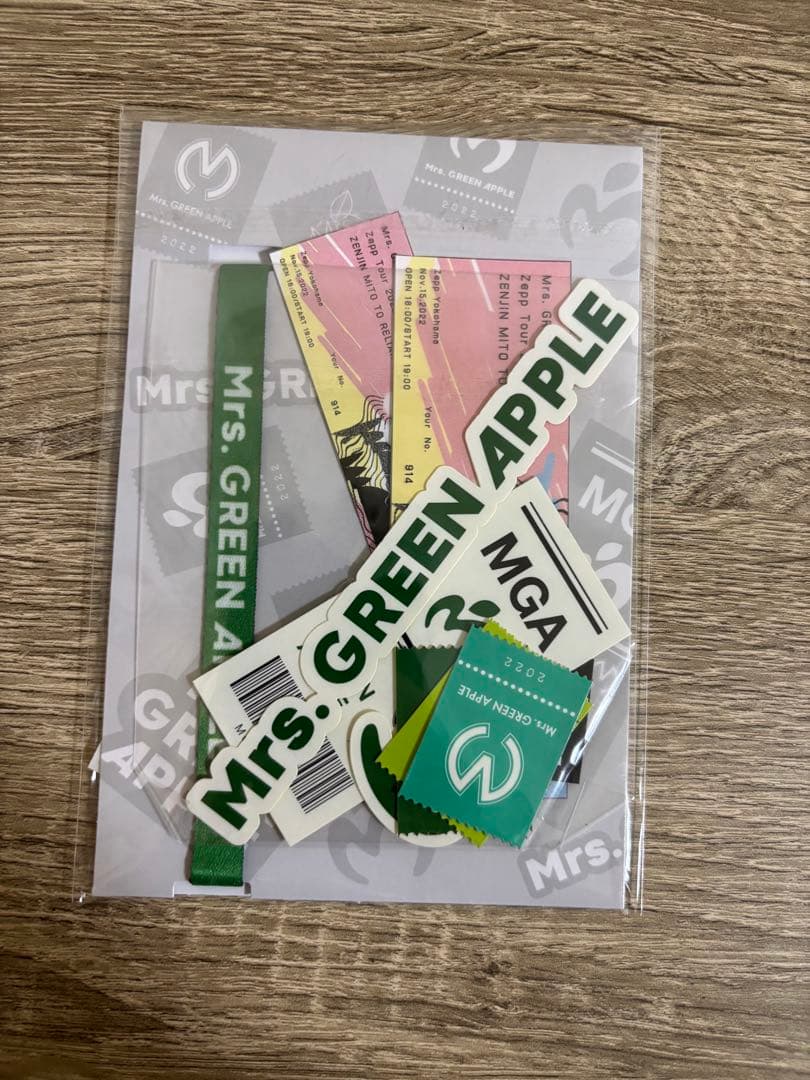 Mrs. GREEN APPLE
2022
Mrs. GREEN APPLE
2022
Mrs.
Zepp Tour
ZENJIN MITO TO
Zepp Yokohama
Nov.15.2022
OPEN 18:00/START 19:00
Your No.
914
Mrs.
Zepp Tour
ZENJIN MITO TO
Zepp Yokohama
Nov.15.2022
OPEN 18:00/START 19:00
Your No.
914
Mrs. GREEN
Mrs. GREEN APPLE
MGA
2022
Mrs. GREEN APPLE
2022
Mrs.